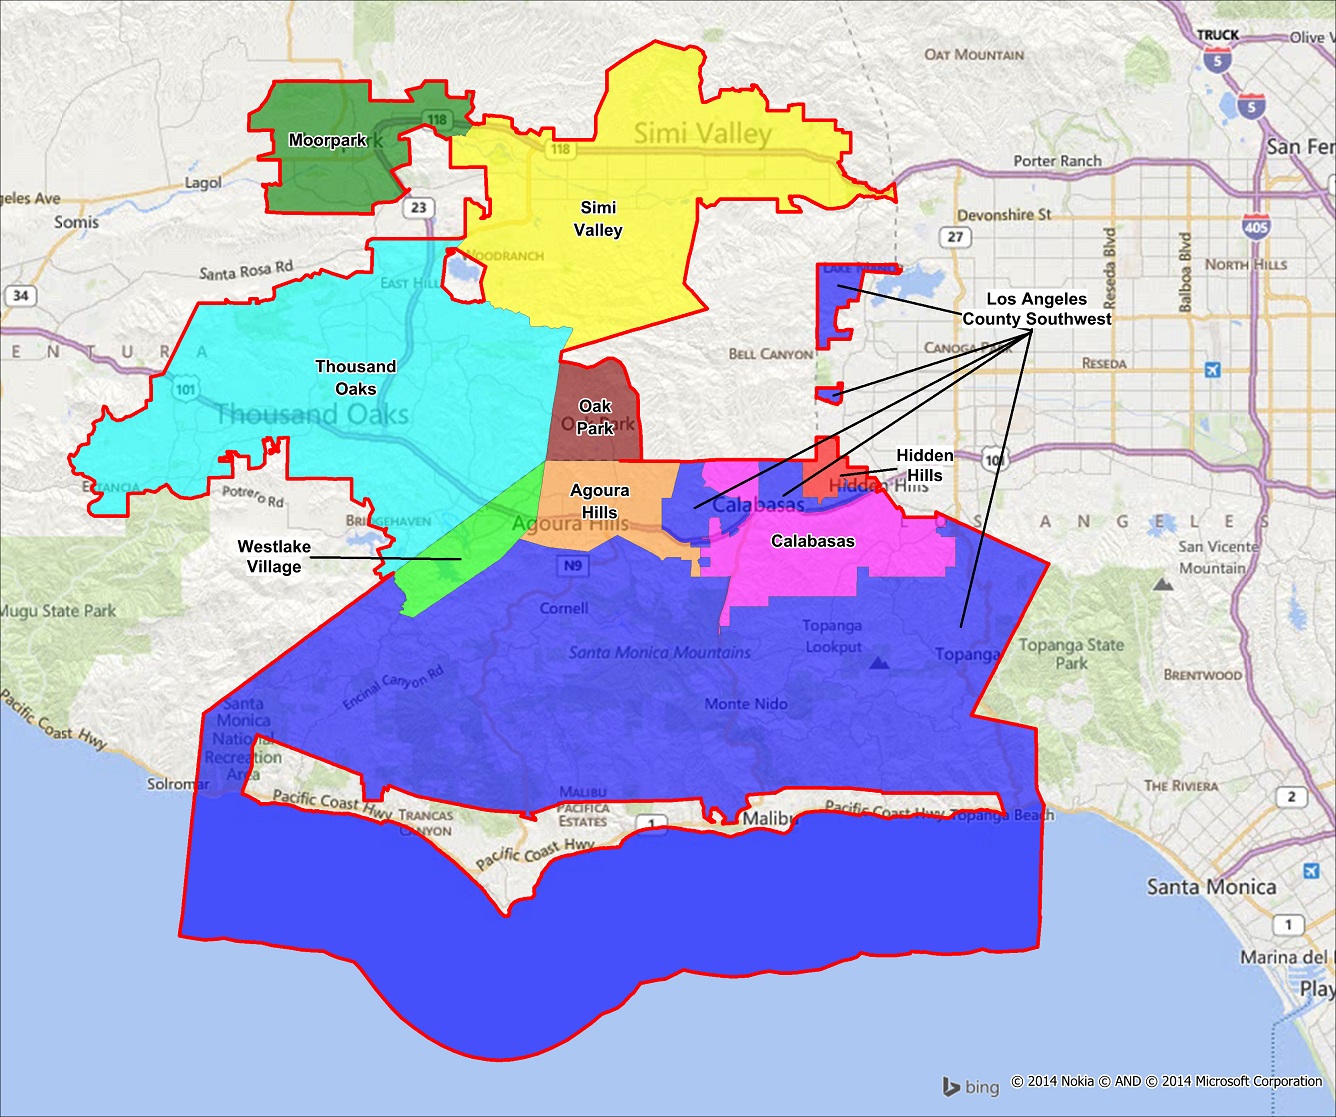 TRUCK
5
Olive V
OAT MOUNTAIN
5
Moorpark
118
Simi Valley
118
San Fer
Porter Ranch
Lagol
geles Ave
Somis
23
Simi
Valley
Devonshire St
27
405
Reseda Blvd
Balboa Blvd
NORTH HILLS
WOODRANCH
Santa Rosa Rd
EAST HILL
34
Los Angeles
County Southwest
E N T U R A
BELL CANYON
CANOGA PARK
RESEDA
Thousand
Oaks
101
Thousand Oaks
Oak
Park
Oak Park
Hidden
Hills
101
Hidden Hills
ESTANCIA
Potrero Rd
Agoura
Hills
Calabasas
BRIDGEHAVEN
Agoura Hills
L O S A N G E L E S
Calabasas
Westlake
Village
N9
San Vicente
Mountain
Mugu State Park
Cornell
Topanga
Lookput
Santa Monica Mountains
Topanga
Topanga State
Park
Encinal Canyon Rd
BRENTWOOD
Monte Nido
Santa
Monica
National
Recreation
Area
Pacific Coast Hwy
Solromar
THE RIVIERA
MALIBU
PACIFICA
ESTATES
2
Pacific Coast Hwy
TRANCAS
CANYON
1
Malibu
Pacific Coast Hwy
Topanga Beach
Pacific Coast Hwy
Santa Monica
1
Marina del
Play
bing
© 2014 Nokia © AND © 2014 Microsoft Corporation